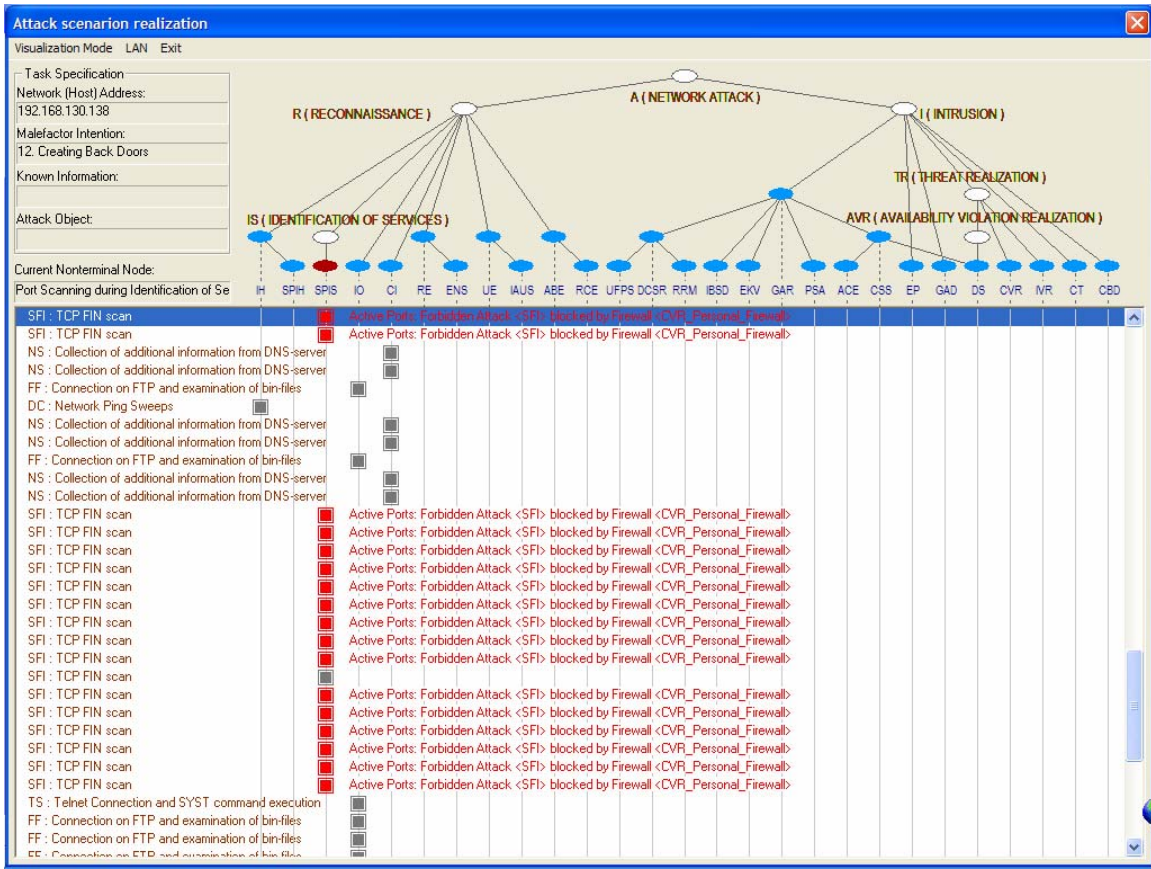 Attack scenarion realization
Visualization Mode LAN Exit
Task Specification
Network (Host) Address:
192.168.130.138
Malefactor Intention:
12. Creating Back Doors
Known Information:
Attack Object:
Current Nonterminal Node:
Port Scanning during Identification of Se
A ( NETWORK ATTACK )
R ( RECONNAISSANCE )
I ( INTRUSION )
TR ( THREAT REALIZATION )
IS ( IDENTIFICATION OF SERVICES )
AVR ( AVAILABILITY VIOLATION REALIZATION )
IH SPIH SPIS IO CI RE ENS UE IAUS ABE RCE UFPS DCSR RRM IBSD EKV GAR PSA ACE CSS EP GAD DS CVR IVR CT CBD
SFI : TCP FIN scan Active Ports: Forbidden Attack <SFI> blocked by Firewall <CVR_Personal_Firewall>
SFI : TCP FIN scan Active Ports: Forbidden Attack <SFI> blocked by Firewall <CVR_Personal_Firewall>
NS : Collection of additional information from DNS-server
NS : Collection of additional information from DNS-server
FF : Connection on FTP and examination of bin-files
DC : Network Ping Sweeps
NS : Collection of additional information from DNS-server
NS : Collection of additional information from DNS-server
FF : Connection on FTP and examination of bin-files
NS : Collection of additional information from DNS-server
NS : Collection of additional information from DNS-server
SFI : TCP FIN scan Active Ports: Forbidden Attack <SFI> blocked by Firewall <CVR_Personal_Firewall>
SFI : TCP FIN scan Active Ports: Forbidden Attack <SFI> blocked by Firewall <CVR_Personal_Firewall>
SFI : TCP FIN scan Active Ports: Forbidden Attack <SFI> blocked by Firewall <CVR_Personal_Firewall>
SFI : TCP FIN scan Active Ports: Forbidden Attack <SFI> blocked by Firewall <CVR_Personal_Firewall>
SFI : TCP FIN scan Active Ports: Forbidden Attack <SFI> blocked by Firewall <CVR_Personal_Firewall>
SFI : TCP FIN scan Active Ports: Forbidden Attack <SFI> blocked by Firewall <CVR_Personal_Firewall>
SFI : TCP FIN scan Active Ports: Forbidden Attack <SFI> blocked by Firewall <CVR_Personal_Firewall>
SFI : TCP FIN scan Active Ports: Forbidden Attack <SFI> blocked by Firewall <CVR_Personal_Firewall>
SFI : TCP FIN scan Active Ports: Forbidden Attack <SFI> blocked by Firewall <CVR_Personal_Firewall>
SFI : TCP FIN scan
SFI : TCP FIN scan Active Ports: Forbidden Attack <SFI> blocked by Firewall <CVR_Personal_Firewall>
SFI : TCP FIN scan Active Ports: Forbidden Attack <SFI> blocked by Firewall <CVR_Personal_Firewall>
SFI : TCP FIN scan Active Ports: Forbidden Attack <SFI> blocked by Firewall <CVR_Personal_Firewall>
SFI : TCP FIN scan Active Ports: Forbidden Attack <SFI> blocked by Firewall <CVR_Personal_Firewall>
SFI : TCP FIN scan Active Ports: Forbidden Attack <SFI> blocked by Firewall <CVR_Personal_Firewall>
SFI : TCP FIN scan Active Ports: Forbidden Attack <SFI> blocked by Firewall <CVR_Personal_Firewall>
TS : Telnet Connection and SYST command execution
FF : Connection on FTP and examination of bin-files
FF : Connection on FTP and examination of bin-files
FF : Connection on FTP and examination of bin-files